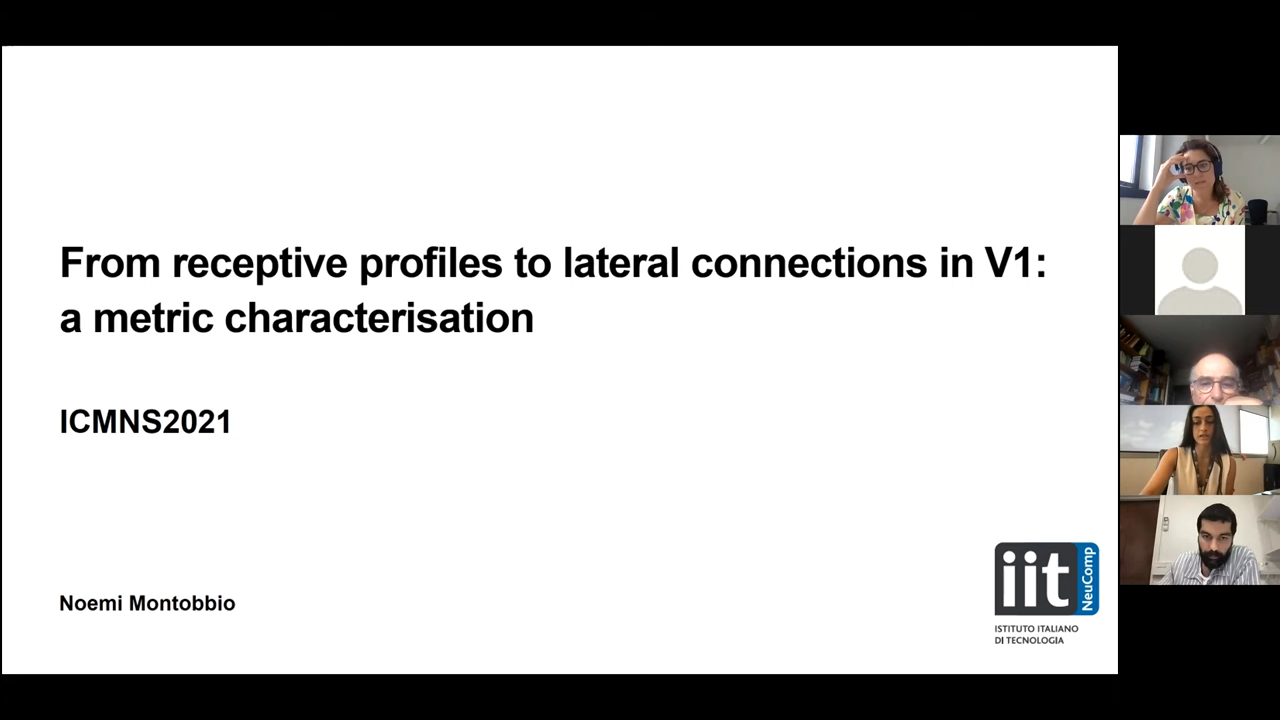 From receptive profiles to lateral connections in V1:
a metric characterisation
ICMNS2021
Noemi Montobbio
iit
NeuComp
ISTITUTO ITALIANO
DI TECNOLOGIA